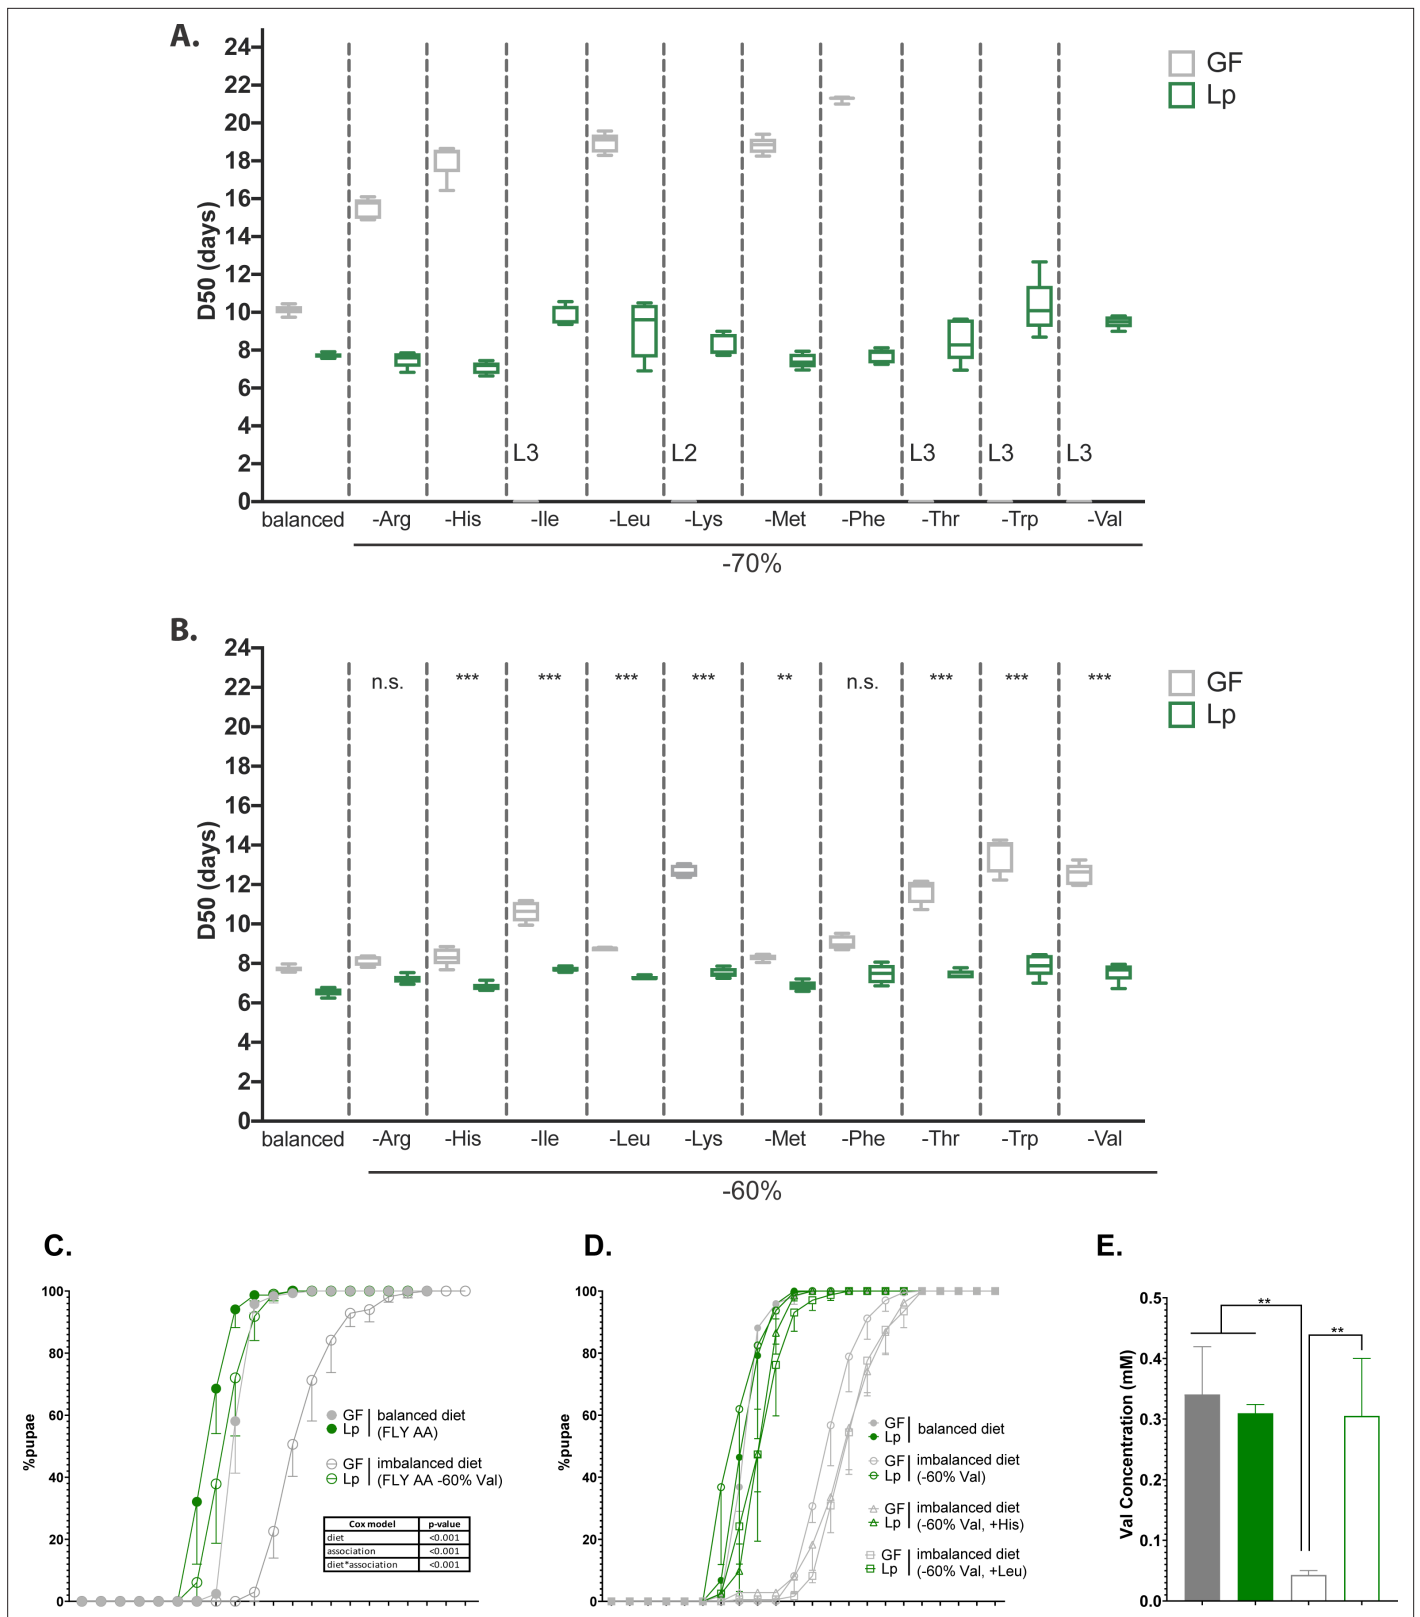 A.
24
22
20
18
16
14
12
10
8
6
4
2
0
D50 (days)
GF
Lp
L3
L2
L3
L3
L3
balanced
-Arg
-His
-Ile
-Leu
-Lys
-Met
-Phe
-Thr
-Trp
-Val
-70%
B.
24
22
20
18
16
14
12
10
8
6
4
2
0
D50 (days)
n.s.
***
***
***
***
**
n.s.
***
***
***
GF
Lp
balanced
-Arg
-His
-Ile
-Leu
-Lys
-Met
-Phe
-Thr
-Trp
-Val
-60%
C.
100
80
60
40
20
0
%pupae
GF balanced diet
Lp (FLY AA)
GF imbalanced diet
Lp (FLY AA -60% Val)
Cox model p-value
diet <0.001
association <0.001
diet*association <0.001
D.
100
80
60
40
20
0
%pupae
GF
Lp balanced diet
GF imbalanced diet
Lp (-60% Val)
GF imbalanced diet
Lp (-60% Val, +His)
GF imbalanced diet
Lp (-60% Val, +Leu)
E.
0.5
0.4
0.3
0.2
0.1
0.0
Val Concentration (mM)
**
**